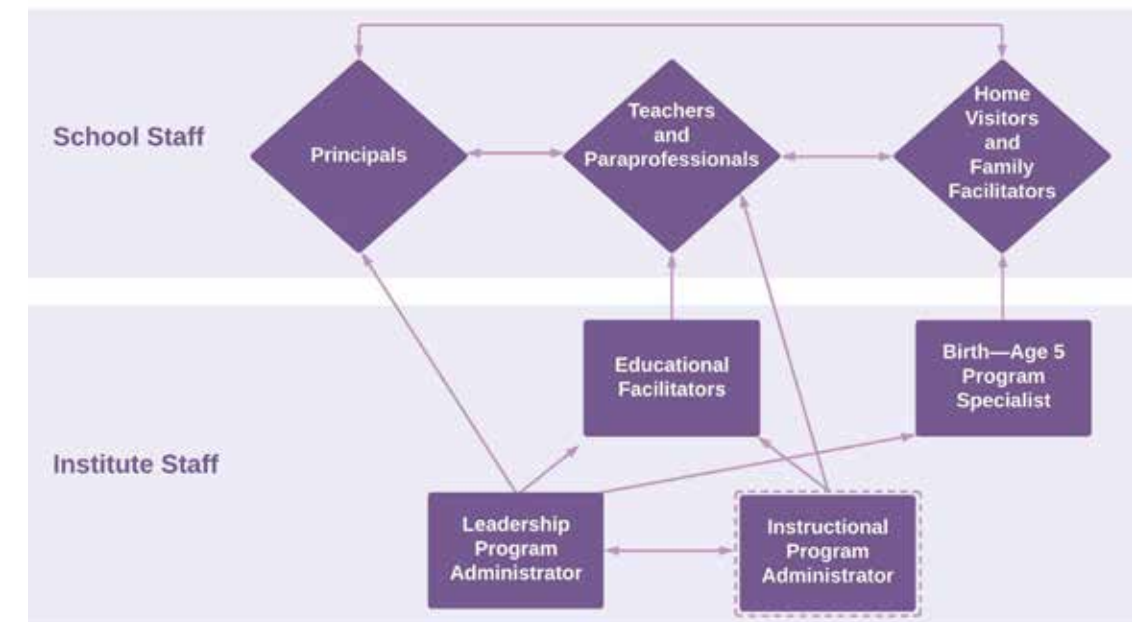 School Staff
Principals
Teachers
and
Paraprofessionals
Home
Visitors
and
Family
Facilitators
Institute Staff
Educational
Facilitators
Birth—Age 5
Program
Specialist
Leadership
Program
Administrator
Instructional
Program
Administrator